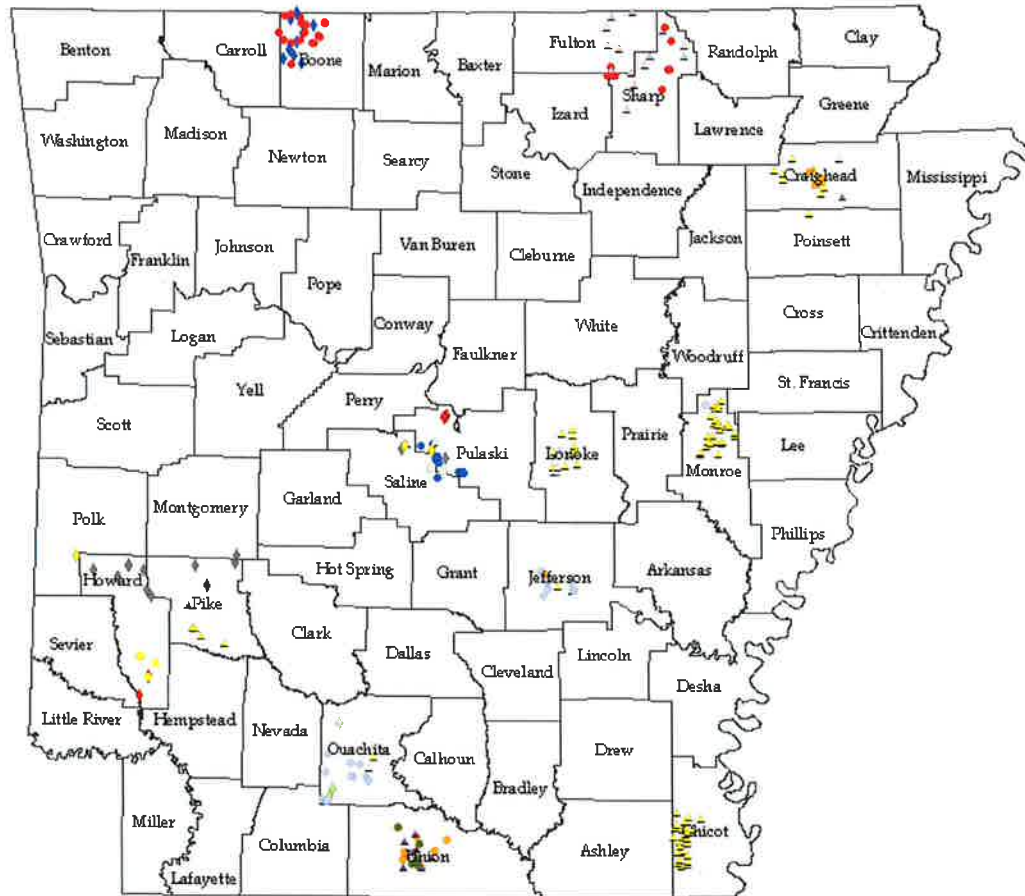 Benton
Carroll
Boone
Marion
Baxter
Fulton
Randolph
Clay
Sharp
Izard
Greene
Washington
Madison
Newton
Searcy
Stone
Lawrence
Independence
Craighead
Mississippi
Crawford
Franklin
Johnson
Pope
Van Buren
Cleburne
Jackson
Poinsett
Sebastian
Logan
Conway
Faulkner
White
Woodruff
Cross
Crittenden
St. Francis
Scott
Yell
Perry
Pulaski
Saline
Lonoke
Prairie
Monroe
Lee
Polk
Montgomery
Garland
Phillips
Howard
Pike
Hot Spring
Grant
Jefferson
Arkansas
Sevier
Clark
Dallas
Cleveland
Lincoln
Desha
Little River
Hempstead
Nevada
Ouachita
Calhoun
Bradley
Drew
Miller
Lafayette
Columbia
Union
Ashley
Chicot